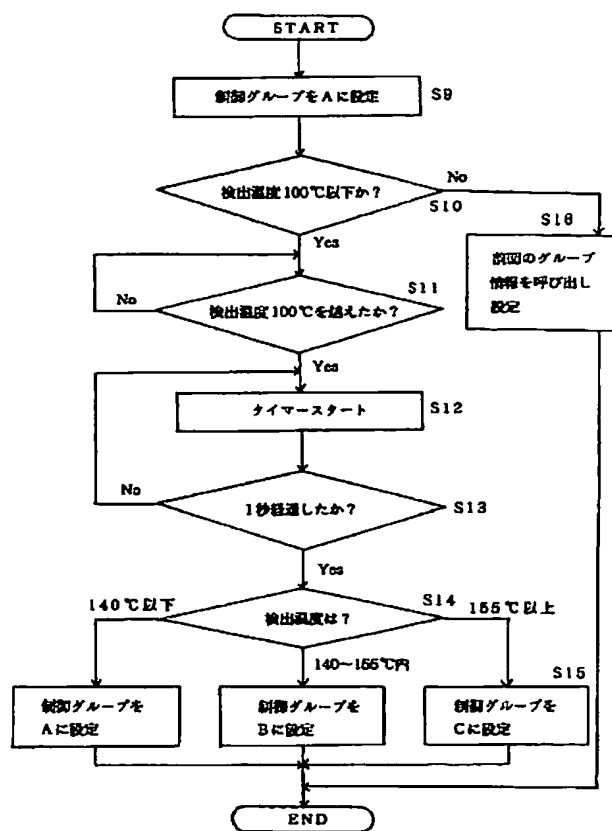 START
制御グループをAに設定
S9
検出温度100℃以下か?
No
S10
S16
前回のグループ
情報を呼び出し
設定
Yes
S11
検出温度100℃を越えたか?
No
Yes
タイマースタート
S12
1秒経過したか?
No
S13
Yes
140℃以下
検出温度は?
S14
155℃以上
140〜155℃内
S15
制御グループを
Aに設定
制御グループを
Bに設定
制御グループを
Cに設定
END